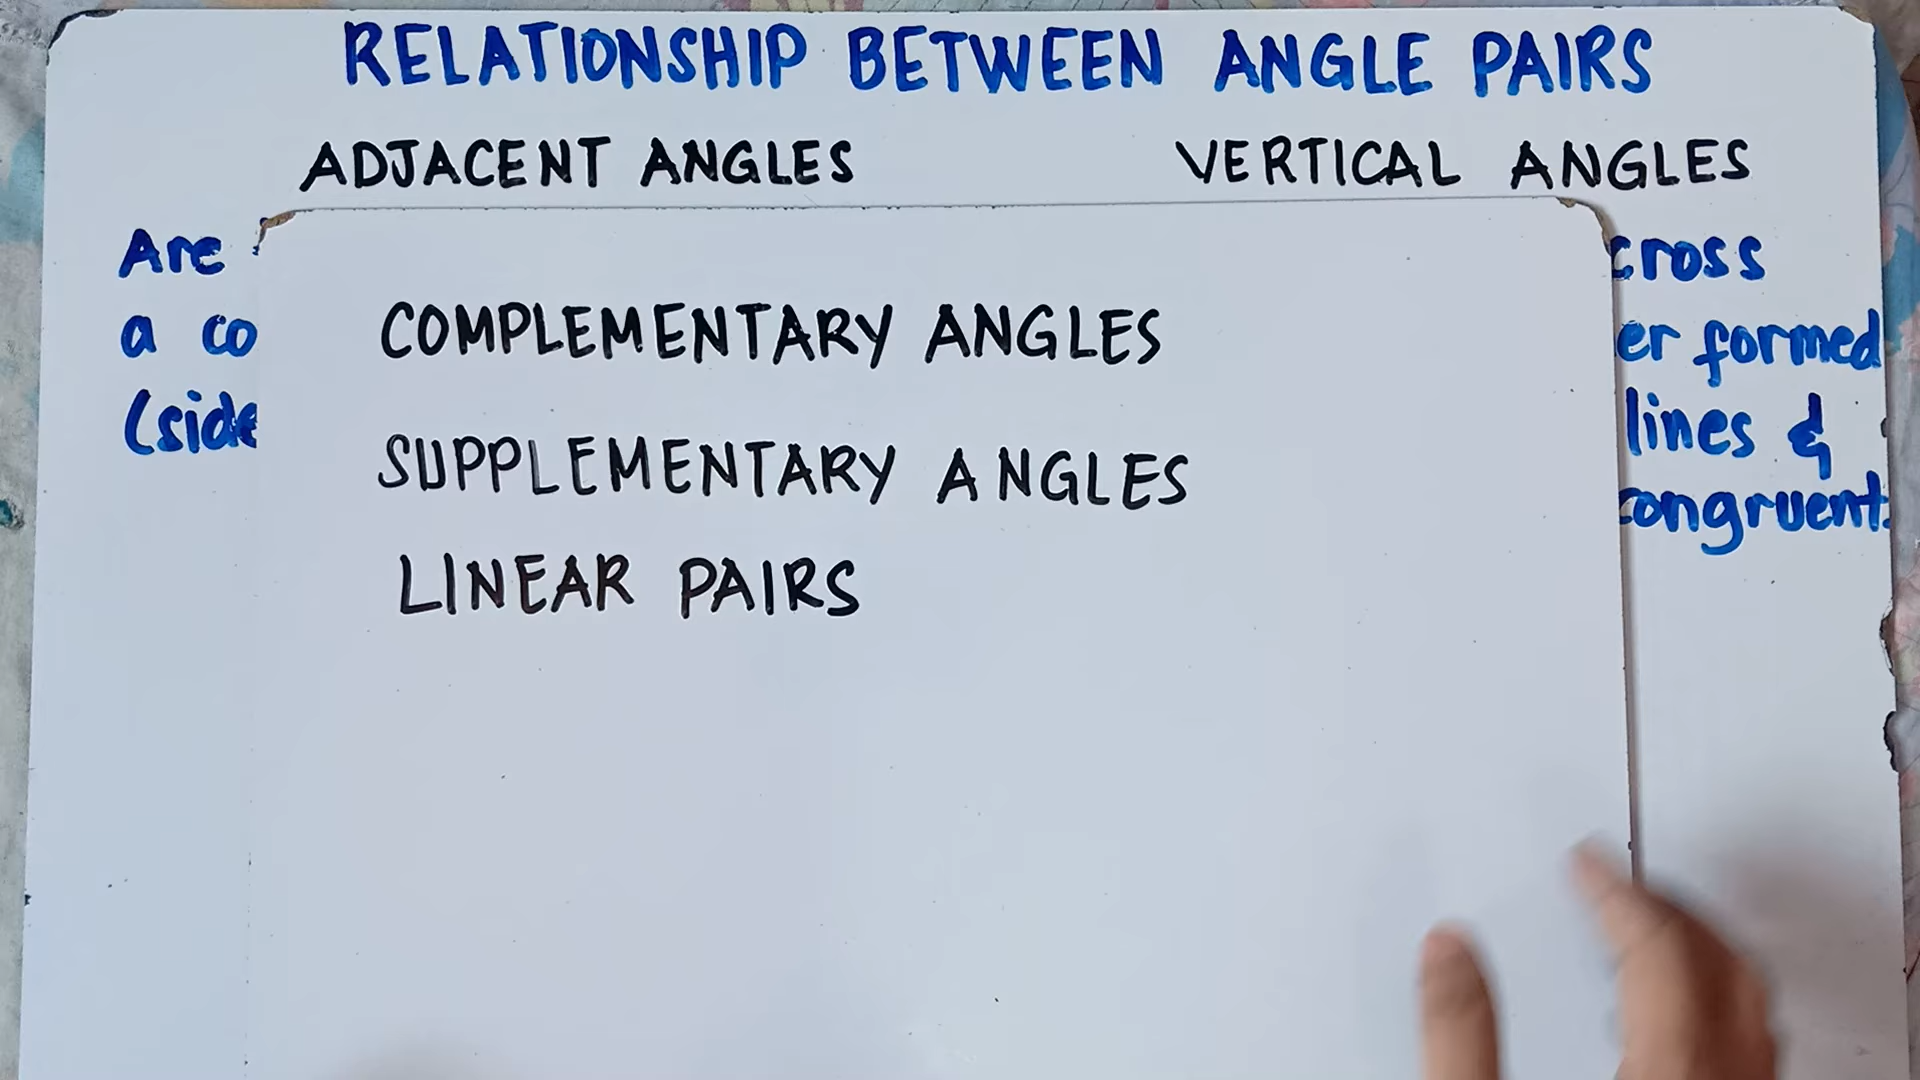 RELATIONSHIP BETWEEN ANGLE PAIRS
ADJACENT ANGLES
VERTICAL ANGLES
Are
a co
(side
COMPLEMENTARY ANGLES
SUPPLEMENTARY ANGLES
LINEAR PAIRS
cross
er formed
lines &
congruent.